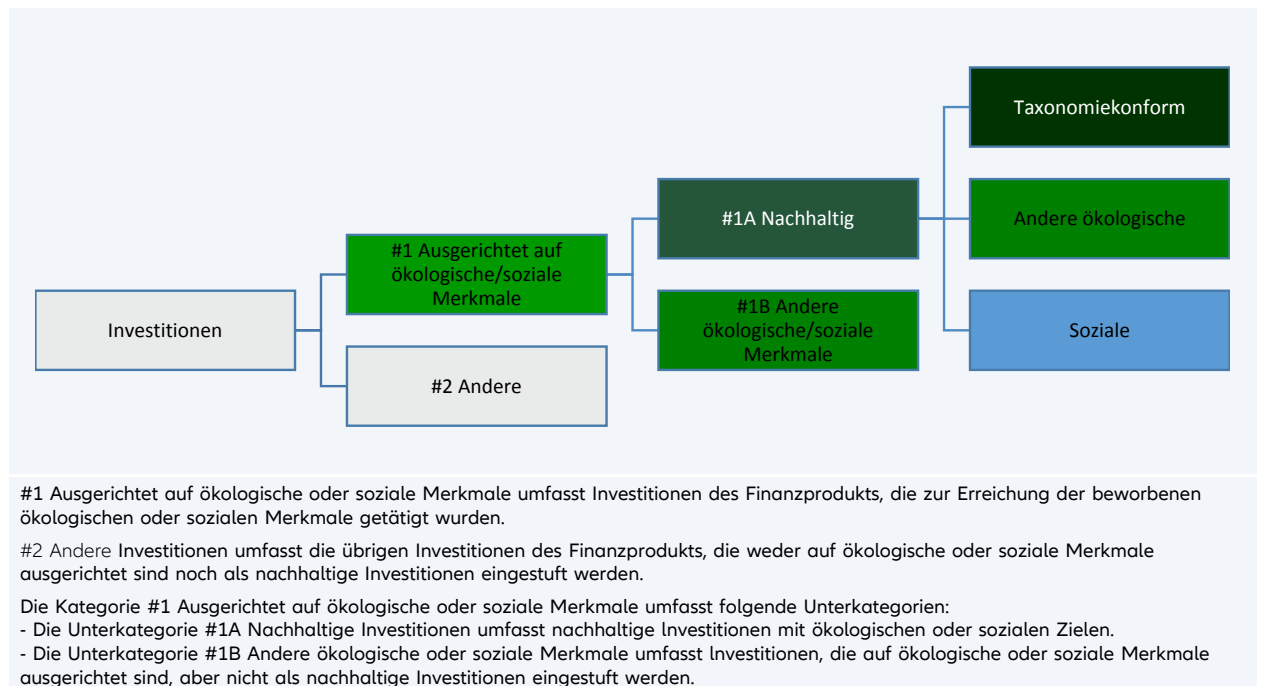 Taxonomiekonform
#1A Nachhaltig
Andere ökologische
#1 Ausgerichtet auf
ökologische/soziale
Merkmale
#1B Andere
ökologische/soziale
Merkmale
Investitionen
Soziale
#2 Andere
#1 Ausgerichtet auf ökologische oder soziale Merkmale umfasst Investitionen des Finanzprodukts, die zur Erreichung der beworbenen
ökologischen oder sozialen Merkmale getätigt wurden.
#2 Andere Investitionen umfasst die übrigen Investitionen des Finanzprodukts, die weder auf ökologische oder soziale Merkmale
ausgerichtet sind noch als nachhaltige Investitionen eingestuft werden.
Die Kategorie #1 Ausgerichtet auf ökologische oder soziale Merkmale umfasst folgende Unterkategorien:
- Die Unterkategorie #1A Nachhaltige Investitionen umfasst nachhaltige lnvestitionen mit ökologischen oder sozialen Zielen.
- Die Unterkategorie #1B Andere ökologische oder soziale Merkmale umfasst lnvestitionen, die auf ökologische oder soziale Merkmale
ausgerichtet sind, aber nicht als nachhaltige Investitionen eingestuft werden.